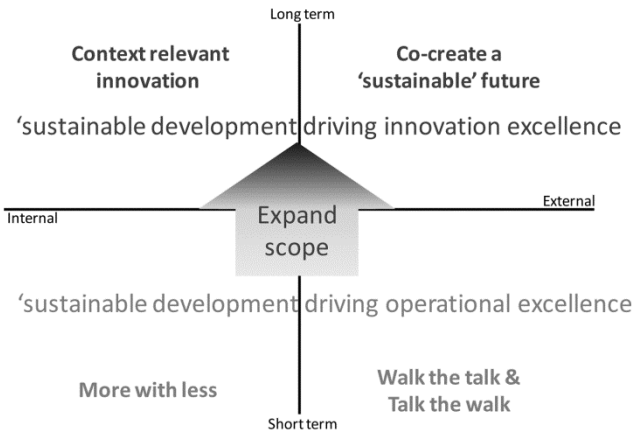 Long term
Context relevant
innovation
Co-create a
‘sustainable’ future
‘sustainable development driving innovation excellence
Internal
External
Expand
scope
‘sustainable development driving operational excellence
More with less
Walk the talk &
Talk the walk
Short term